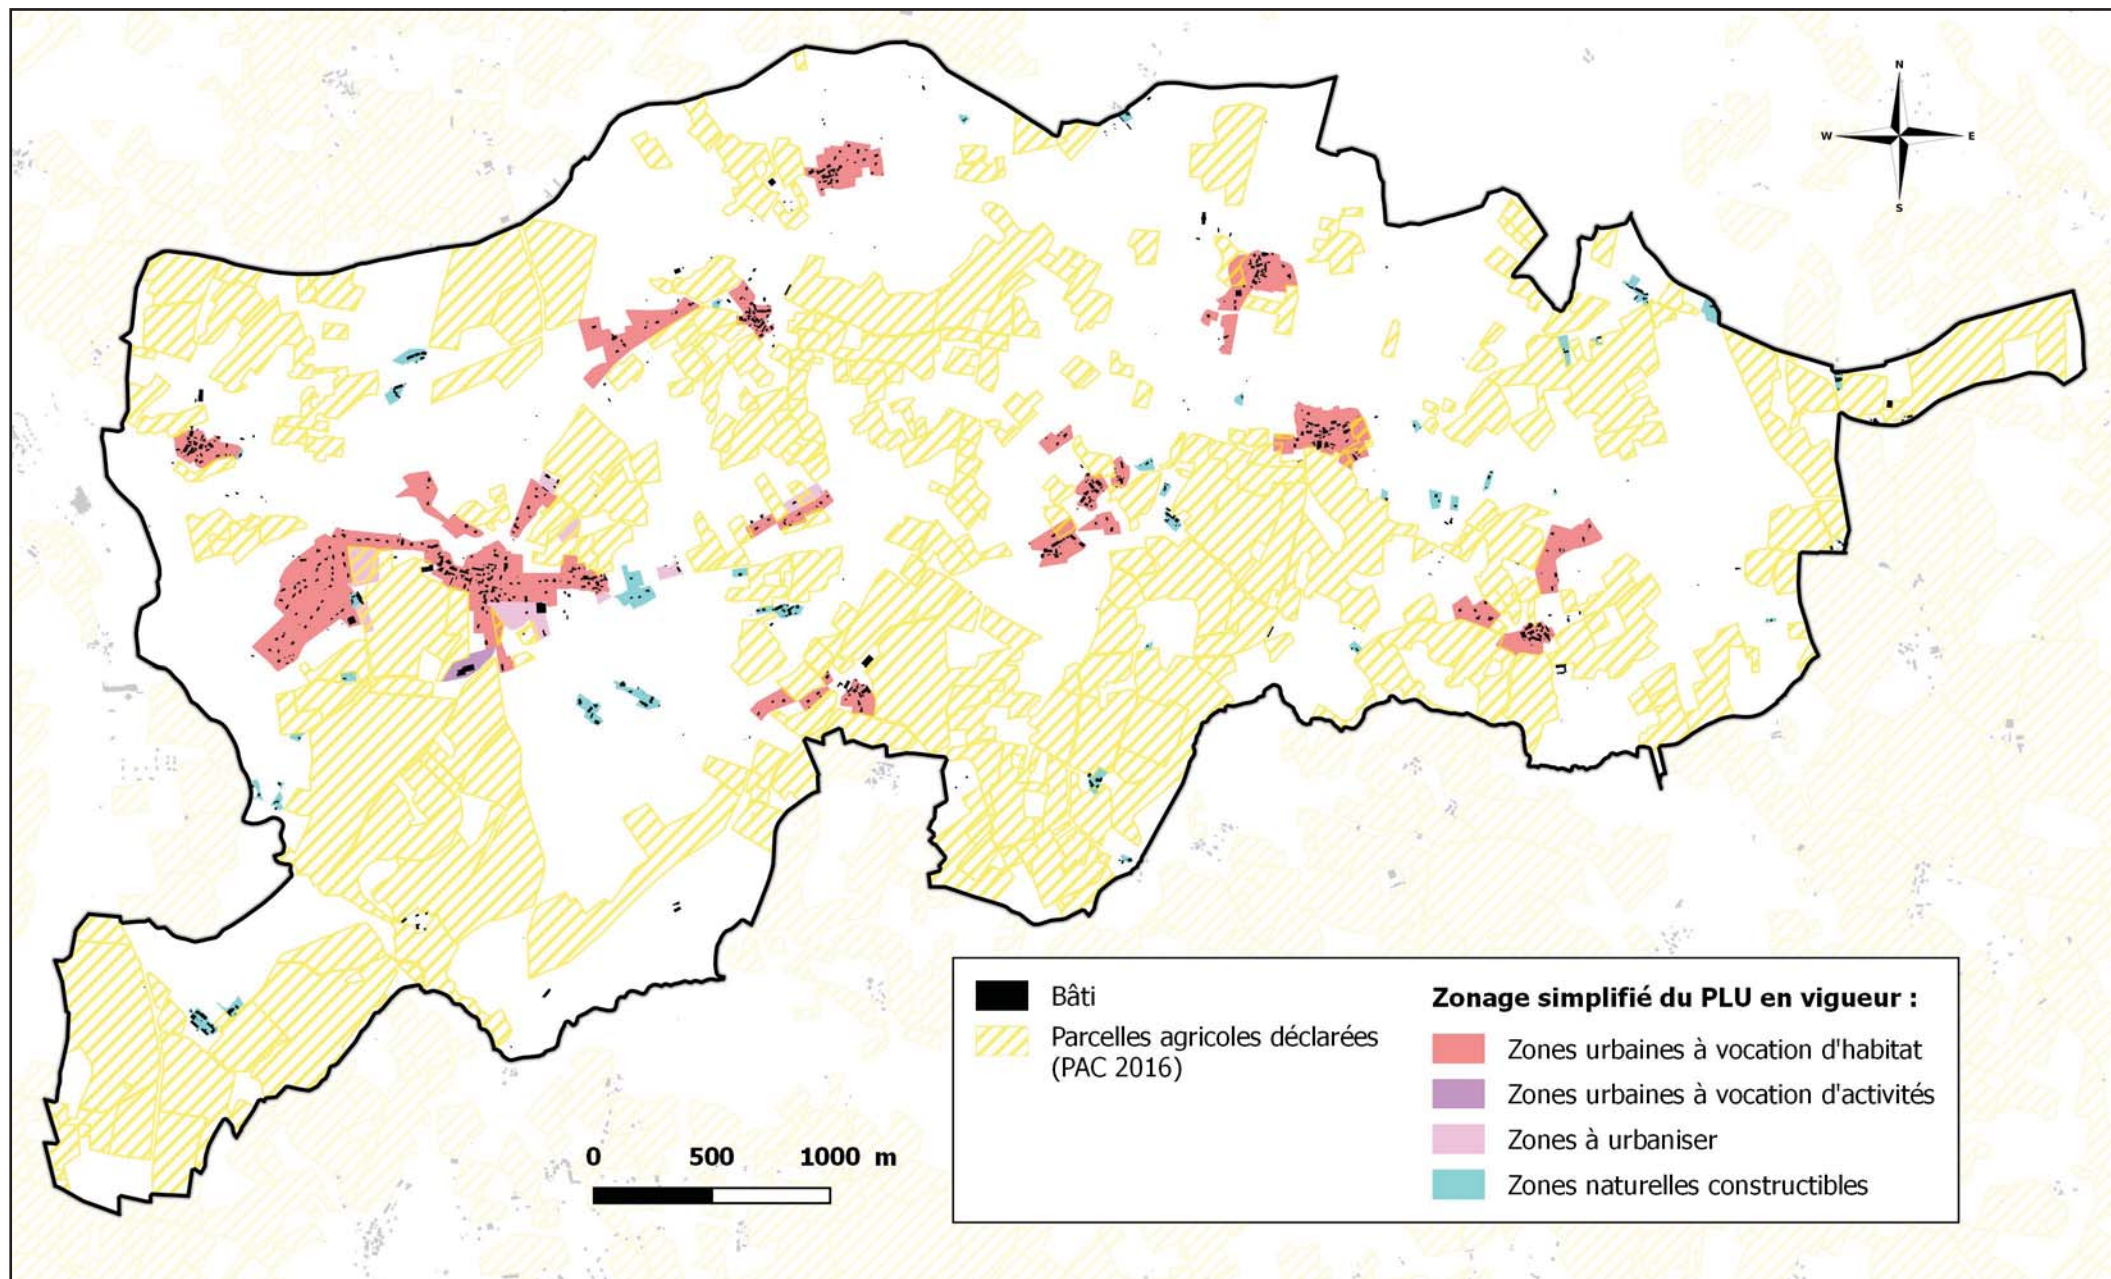 N
W E
S
Bâti
Parcelles agricoles déclarées
(PAC 2016)
Zonage simplifié du PLU en vigueur :
Zones urbaines à vocation d'habitat
Zones urbaines à vocation d'activités
Zones à urbaniser
Zones naturelles constructibles
0 500 1000 m